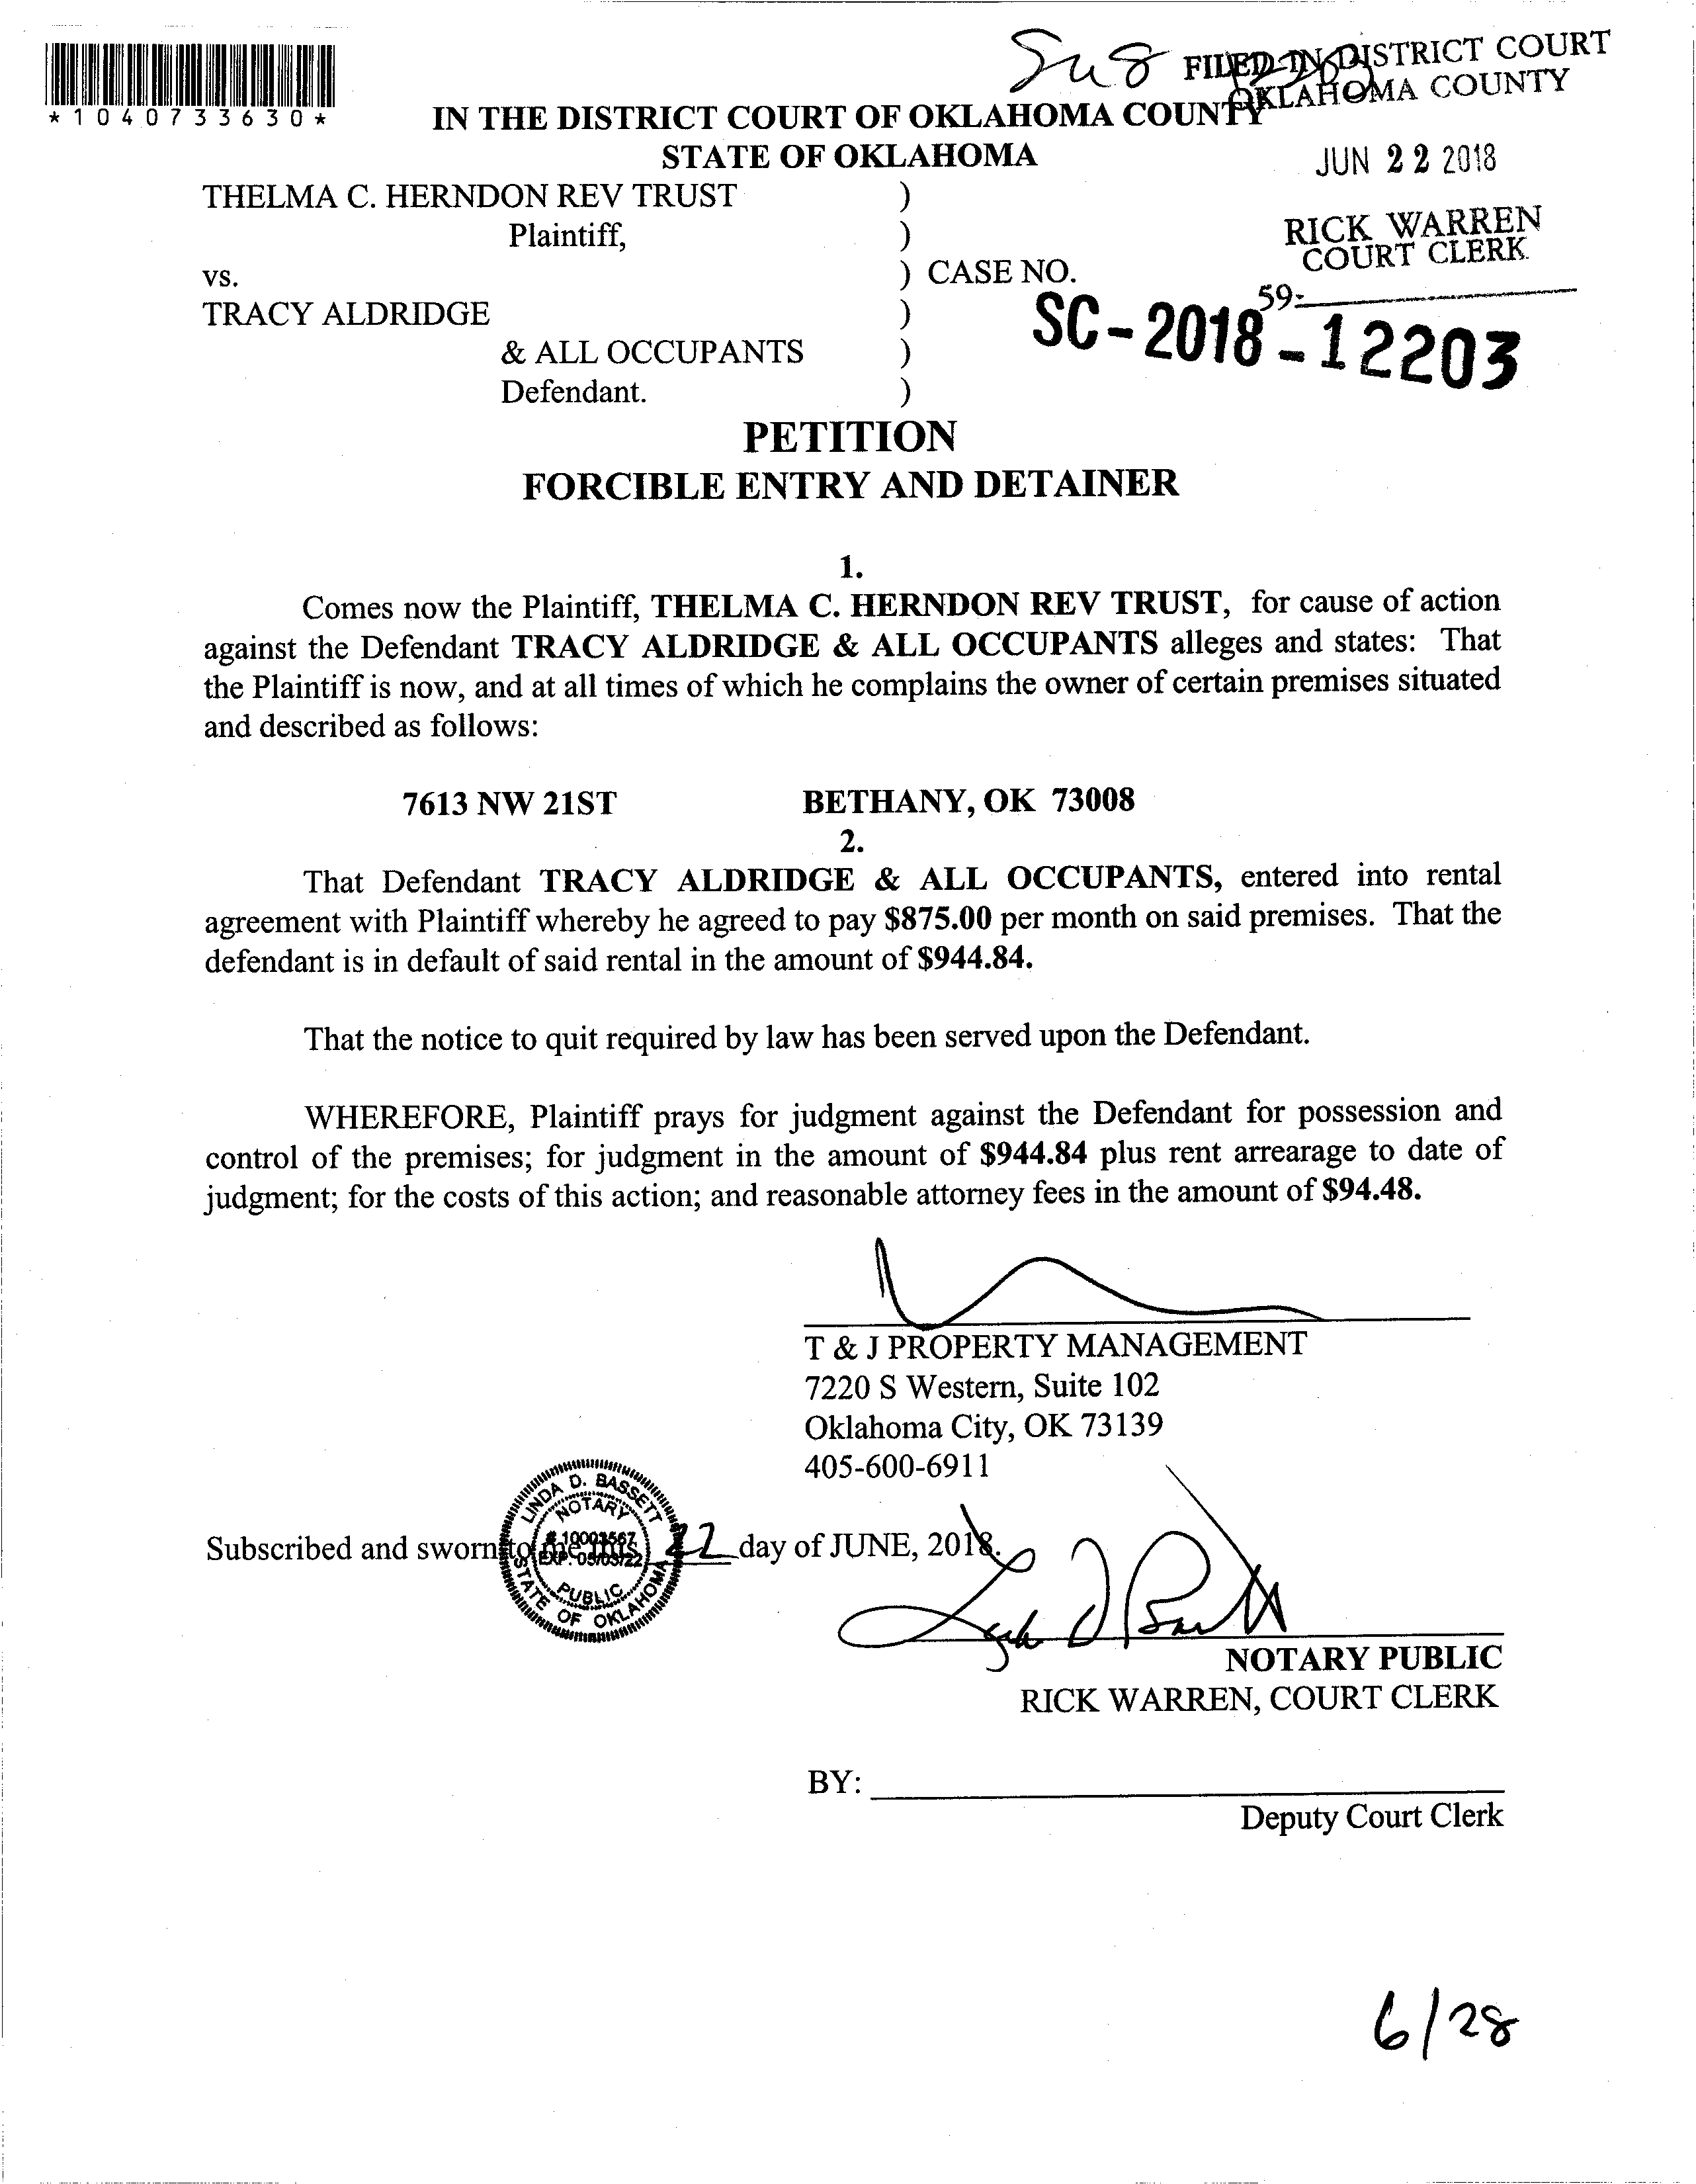 FILED IN DISTRICT COURT
OKLAHOMA COUNTY
*1040733630*
IN THE DISTRICT COURT OF OKLAHOMA COUNTY
STATE OF OKLAHOMA
JUN 22 2018
THELMA C. HERNDON REV TRUST )
Plaintiff, )
RICK WARREN
COURT CLERK
vs. ) CASE NO.
59
TRACY ALDRIDGE )
SC-2018-12203
& ALL OCCUPANTS )
Defendant. )
PETITION
FORCIBLE ENTRY AND DETAINER
1.
Comes now the Plaintiff, THELMA C. HERNDON REV TRUST, for cause of action
against the Defendant TRACY ALDRIDGE & ALL OCCUPANTS alleges and states: That
the Plaintiff is now, and at all times of which he complains the owner of certain premises situated
and described as follows:
7613 NW 21ST BETHANY, OK 73008
2.
That Defendant TRACY ALDRIDGE & ALL OCCUPANTS, entered into rental
agreement with Plaintiff whereby he agreed to pay $875.00 per month on said premises. That the
defendant is in default of said rental in the amount of $944.84.
That the notice to quit required by law has been served upon the Defendant.
WHEREFORE, Plaintiff prays for judgment against the Defendant for possession and
control of the premises; for judgment in the amount of $944.84 plus rent arrearage to date of
judgment; for the costs of this action; and reasonable attorney fees in the amount of $94.48.
T & J PROPERTY MANAGEMENT
7220 S Western, Suite 102
Oklahoma City, OK 73139
405-600-6911
LINDA D. BASSETT
NOTARY
# 10003567
EXP. 05/03/22
PUBLIC
STATE OF OKLAHOMA
Subscribed and sworn to me this 22 day of JUNE, 2018.
NOTARY PUBLIC
RICK WARREN, COURT CLERK
BY:
Deputy Court Clerk
6/28